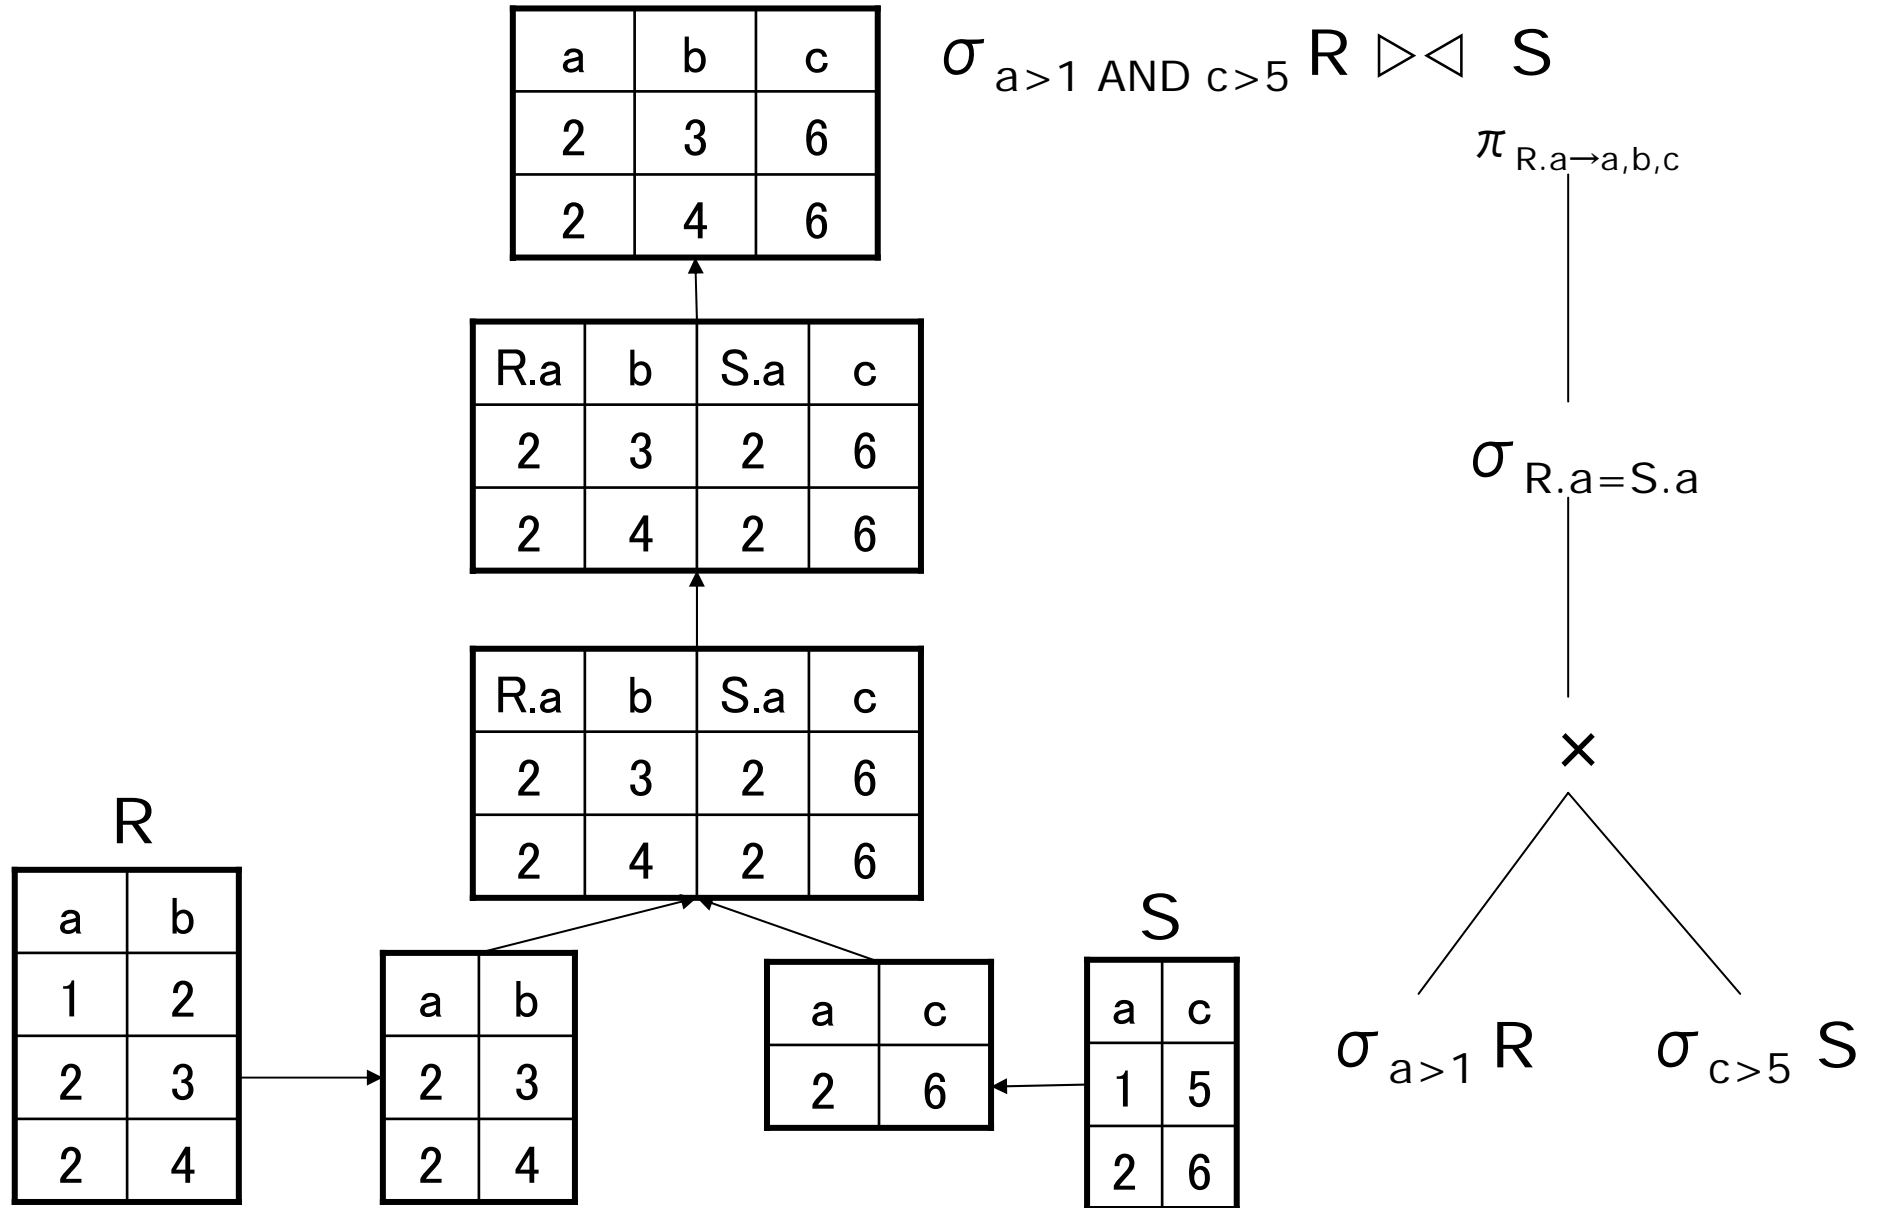 a b c
2 3 6
2 4 6
σ a>1 AND c>5 R ▷◁ S
π R.a→a,b,c
R.a b S.a c
2 3 2 6
2 4 2 6
σ R.a=S.a
R.a b S.a c
2 3 2 6
2 4 2 6
×
R
a b
1 2
2 3
2 4
a b
2 3
2 4
a c
2 6
S
a c
1 5
2 6
σ a>1 R
σ c>5 S